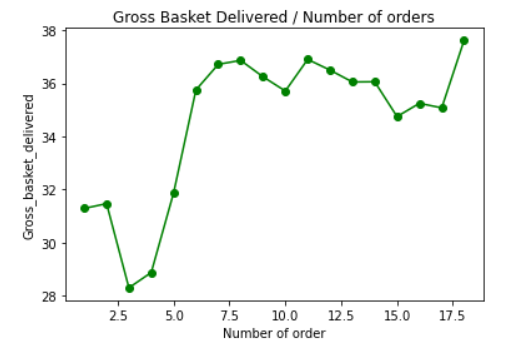 Gross Basket Delivered / Number of orders
Gross_basket_delivered
38
36
34
32
30
28
2.5 5.0 7.5 10.0 12.5 15.0 17.5
Number of order